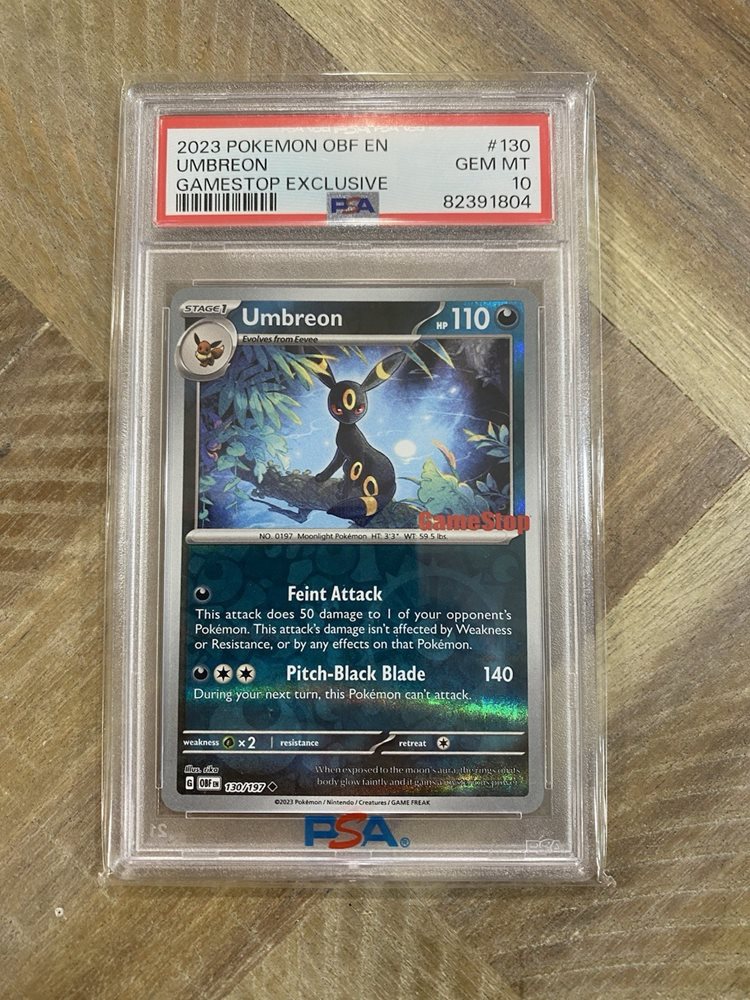 2023 POKEMON OBF EN #130
UMBREON GEM MT
GAMESTOP EXCLUSIVE 10
PSA 82391804
STAGE 1
Umbreon HP 110
Evolves from Eevee
GameStop
NO. 0197 Moonlight Pokémon HT: 3'3" WT: 59.5 lbs.
Feint Attack
This attack does 50 damage to 1 of your opponent's
Pokémon. This attack's damage isn't affected by Weakness
or Resistance, or by any effects on that Pokémon.
Pitch-Black Blade 140
During your next turn, this Pokémon can't attack.
weakness ×2 resistance retreat
Illus. sika
When exposed to the moon's aura, the rings on its
body glow faintly and it gains a mysterious power.
G OBF EN 130/197
©2023 Pokémon / Nintendo / Creatures / GAME FREAK
PSA®